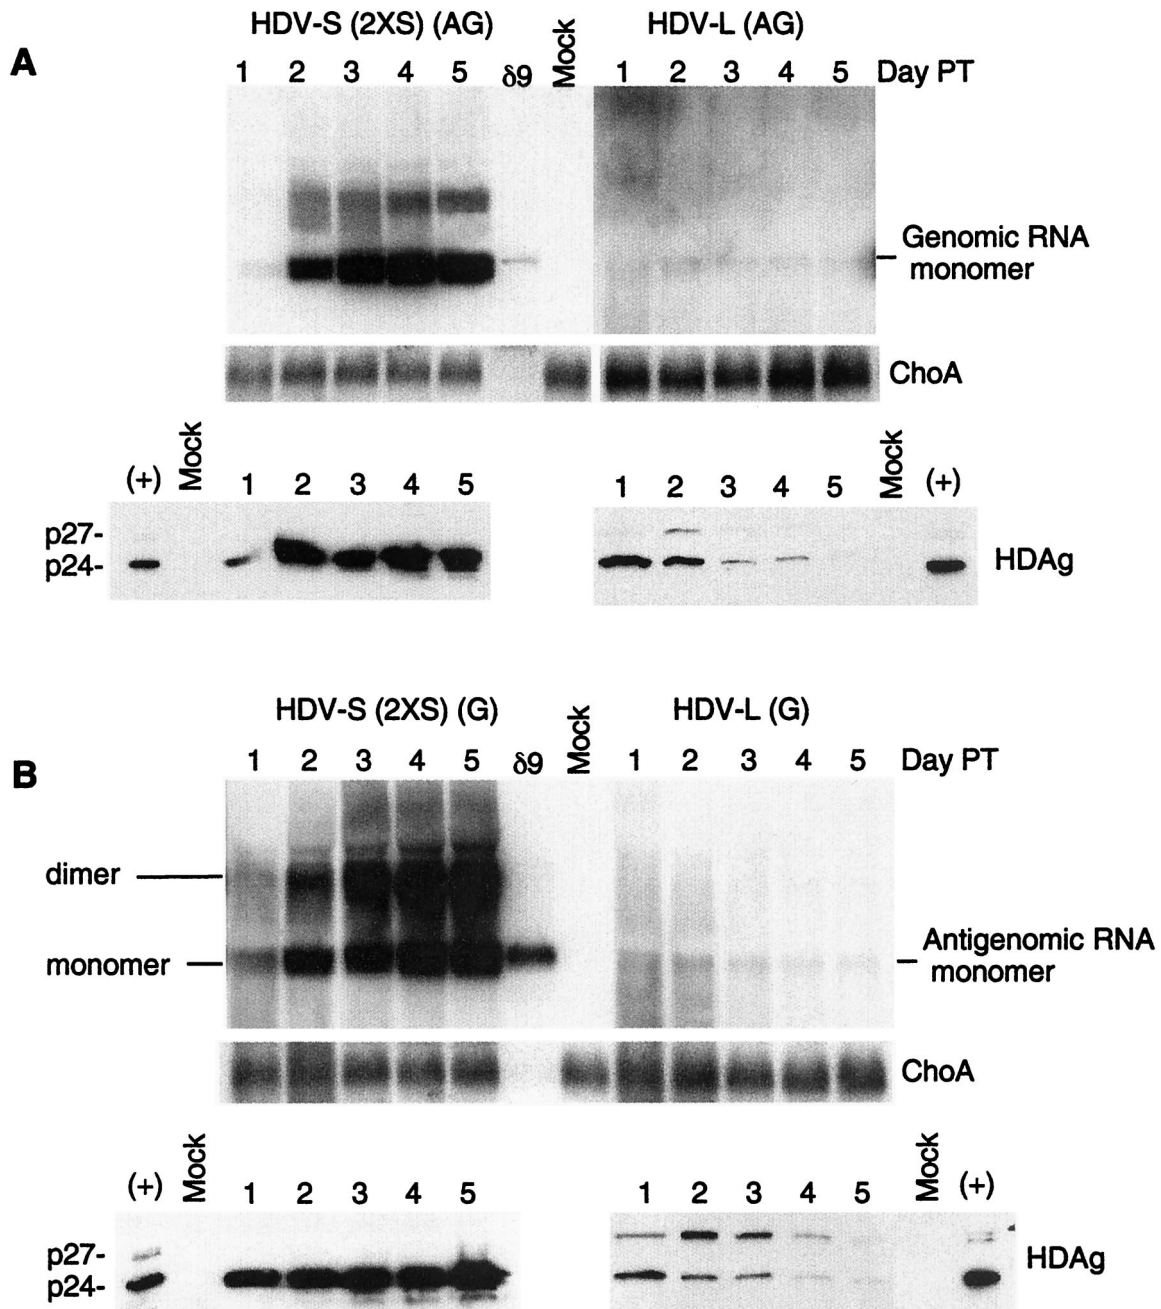 A
HDV-S (2XS) (AG)
Mock
HDV-L (AG)
1 2 3 4 5 δ9 1 2 3 4 5 Day PT
Genomic RNA
monomer
ChoA
(+) Mock 1 2 3 4 5 1 2 3 4 5 Mock (+)
p27-
p24-
HDAg
B
HDV-S (2XS) (G)
Mock
HDV-L (G)
1 2 3 4 5 δ9 1 2 3 4 5 Day PT
dimer
monomer
Antigenomic RNA
monomer
ChoA
(+) Mock 1 2 3 4 5 1 2 3 4 5 Mock (+)
p27-
p24-
HDAg